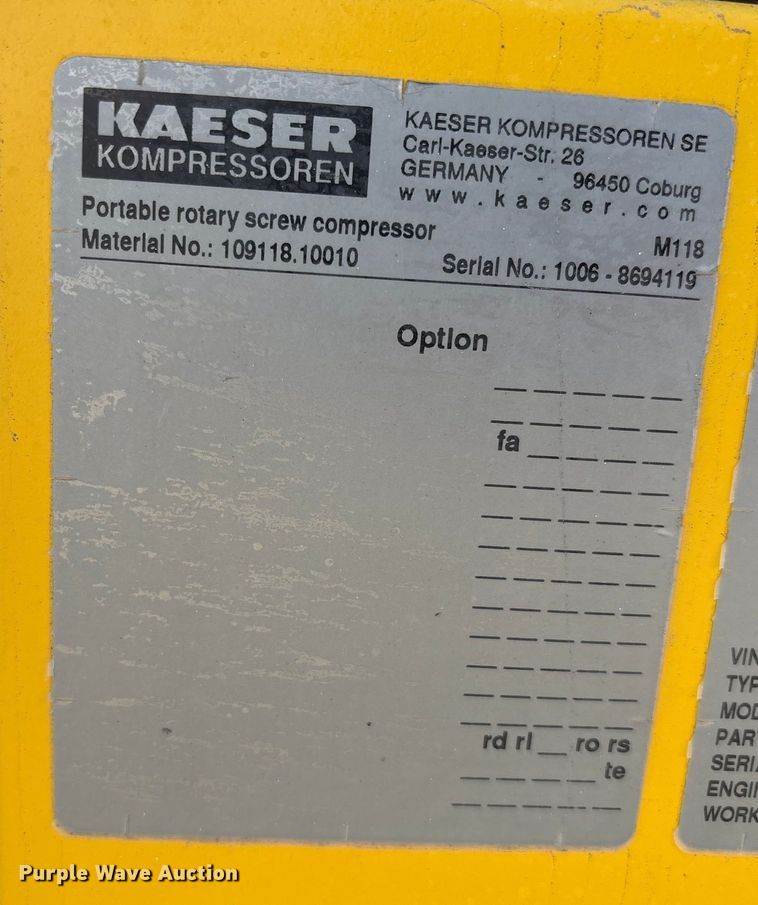 KAESER
KOMPRESSOREN
KAESER KOMPRESSOREN SE
Carl-Kaeser-Str. 26
GERMANY - 96450 Coburg
www.kaeser.com
Portable rotary screw compressor
M118
Material No.: 109118.10010
Serial No.: 1006 - 8694119
Option
_ _ _ _ _ _
_ _ _ _ _ _
fa _ _ _ _ _
_ _ _ _ _ _
_ _ _ _ _ _
_ _ _ _ _ _
_ _ _ _ _ _
_ _ _ _ _ _
_ _ _ _ _ _
_ _ _ _ _ _
_ _ _ _ _ _
_ _ _ _ _ _
rd rl _ ro rs
_ _ _ _ _ te
_ _ _ _ _ _
VIN
TYP
MOD
PAR
SERI
ENGI
WORK
Purple Wave Auction